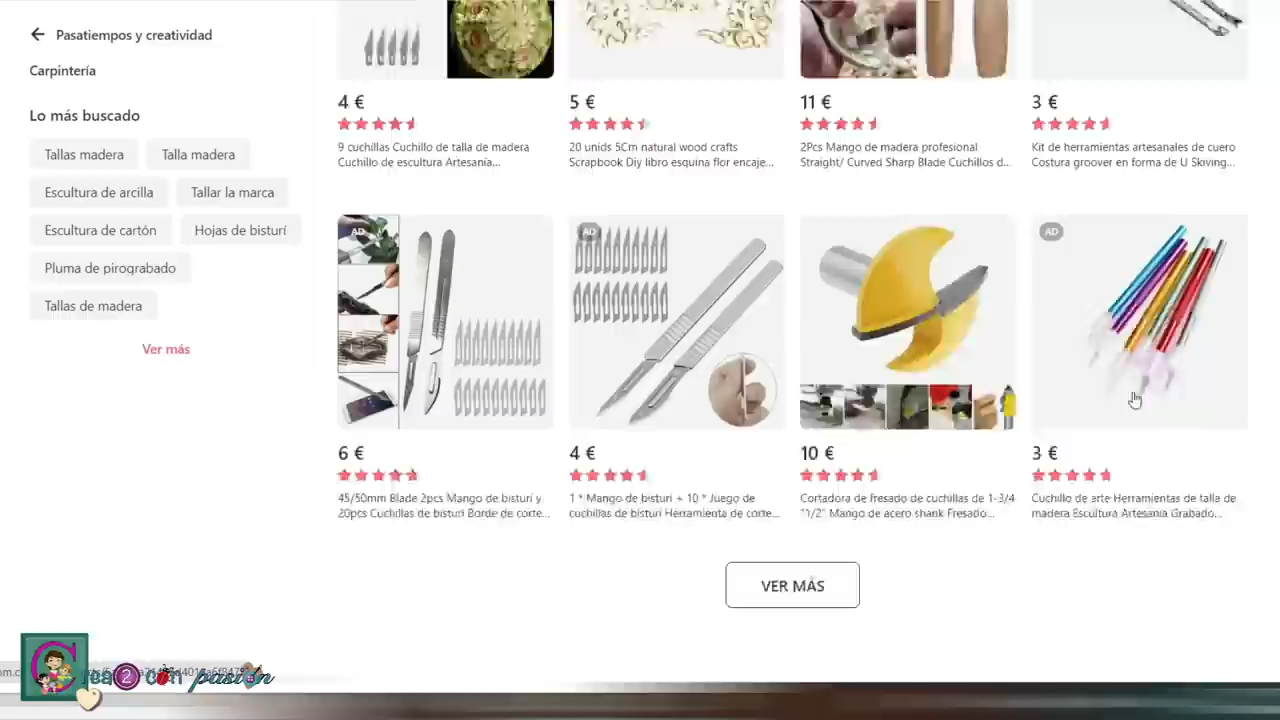 Pasatiempos y creatividad
Carpintería
Lo más buscado
Tallas madera
Talla madera
Escultura de arcilla
Tallar la marca
Escultura de cartón
Hojas de bisturí
Pluma de pirograbado
Tallas de madera
Ver más
4 €
9 cuchillas Cuchillo de talla de madera
Cuchillo de escultura Artesanía...
5 €
20 unids 5Cm natural wood crafts
Scrapbook Diy libro esquina flor encaje...
11 €
2Pcs Mango de madera profesional
Straight/ Curved Sharp Blade Cuchillos d...
3 €
Kit de herramientas artesanales de cuero
Costura groover en forma de U Skiving...
AD
AD
AD
6 €
45/50mm Blade 2pcs Mango de bisturí y
20pcs Cuchillas de bisturí Borde de corte...
4 €
1 * Mango de bisturí + 10 * Juego de
cuchillas de bisturí Herramienta de corte...
10 €
Cortadora de fresado de cuchillas de 1-3/4
"1/2" Mango de acero shank Fresado...
3 €
Cuchillo de arte Herramientas de talla de
madera Escultura Artesanía Grabado...
VER MÁS
Crea2 con pasión